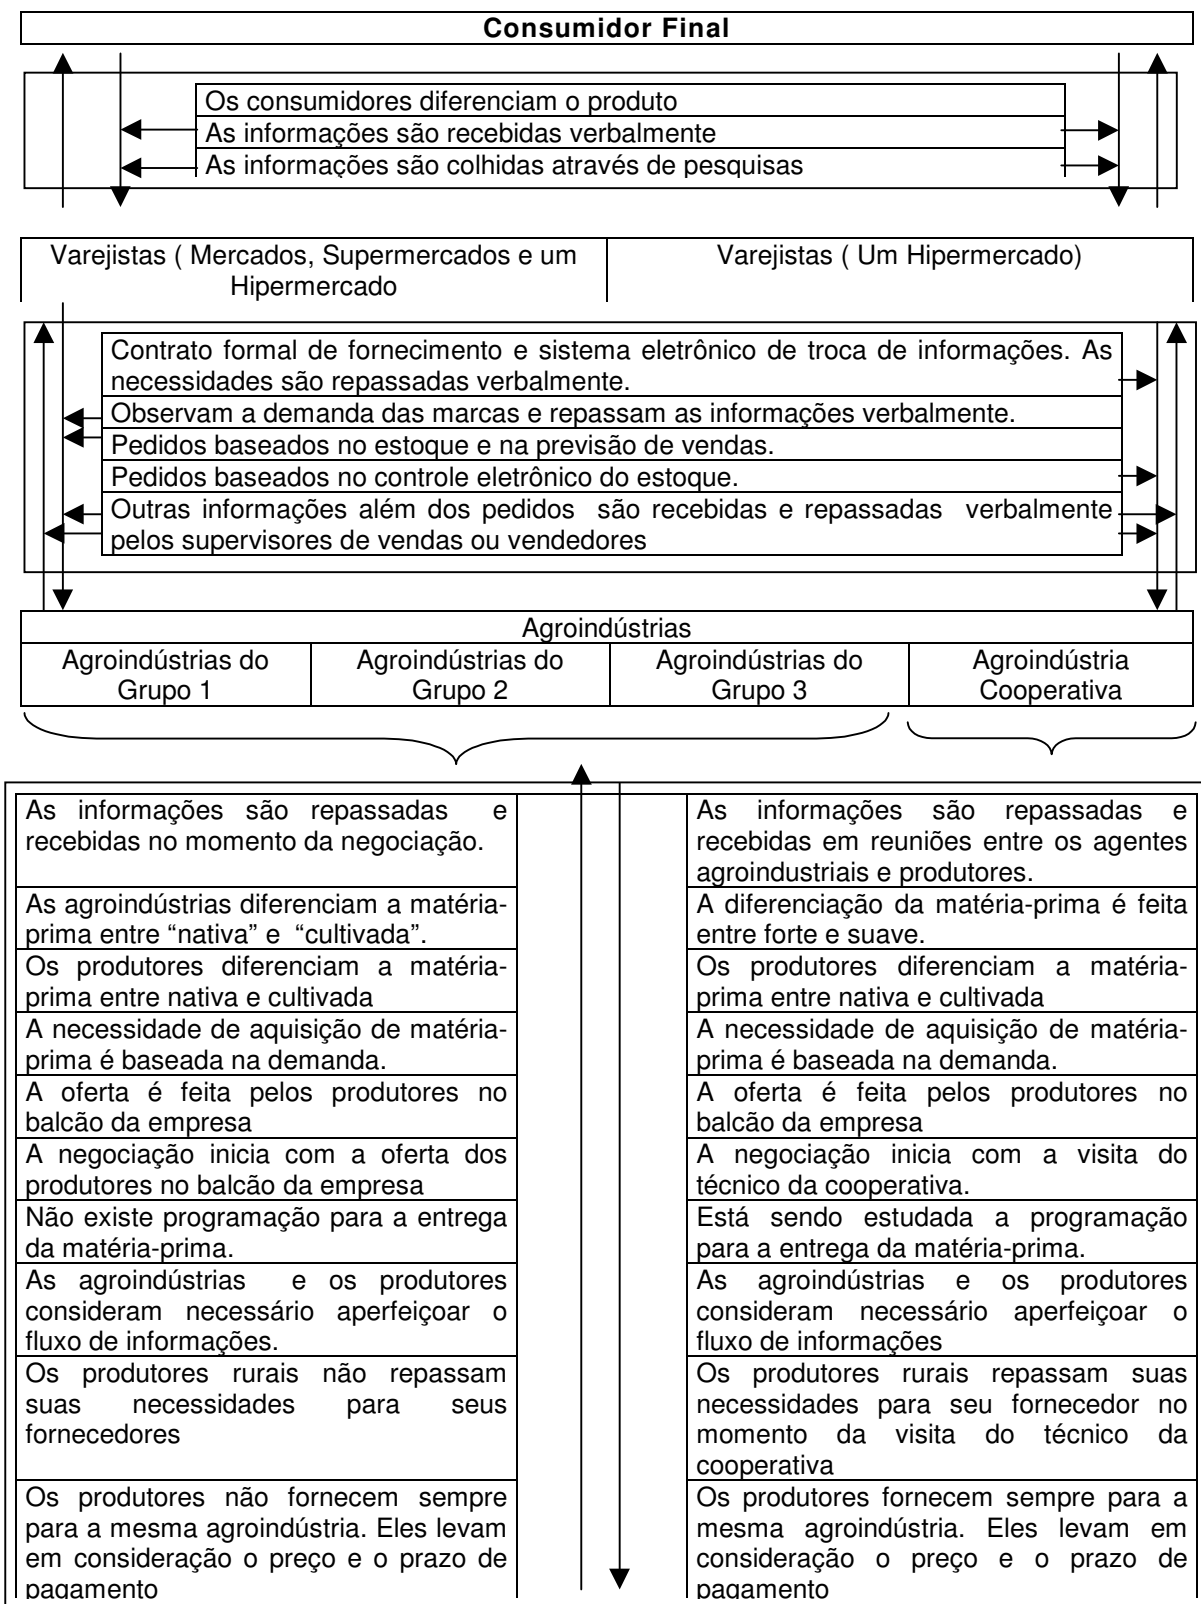 Consumidor Final
Os consumidores diferenciam o produto
As informações são recebidas verbalmente
As informações são colhidas através de pesquisas
Varejistas ( Mercados, Supermercados e um
Hipermercado
Varejistas ( Um Hipermercado)
Contrato formal de fornecimento e sistema eletrônico de troca de informações. As
necessidades são repassadas verbalmente.
Observam a demanda das marcas e repassam as informações verbalmente.
Pedidos baseados no estoque e na previsão de vendas.
Pedidos baseados no controle eletrônico do estoque.
Outras informações além dos pedidos são recebidas e repassadas verbalmente
pelos supervisores de vendas ou vendedores
Agroindústrias
Agroindústrias do
Grupo 1
Agroindústrias do
Grupo 2
Agroindústrias do
Grupo 3
Agroindústria
Cooperativa
As informações são repassadas e
recebidas no momento da negociação.
As agroindústrias diferenciam a matéria-
prima entre “nativa” e “cultivada”.
Os produtores diferenciam a matéria-
prima entre nativa e cultivada
A necessidade de aquisição de matéria-
prima é baseada na demanda.
A oferta é feita pelos produtores no
balcão da empresa
A negociação inicia com a oferta dos
produtores no balcão da empresa
Não existe programação para a entrega
da matéria-prima.
As agroindústrias e os produtores
consideram necessário aperfeiçoar o
fluxo de informações.
Os produtores rurais não repassam
suas necessidades para seus
fornecedores
Os produtores não fornecem sempre
para a mesma agroindústria. Eles levam
em consideração o preço e o prazo de
pagamento
As informações são repassadas e
recebidas em reuniões entre os agentes
agroindustriais e produtores.
A diferenciação da matéria-prima é feita
entre forte e suave.
Os produtores diferenciam a matéria-
prima entre nativa e cultivada
A necessidade de aquisição de matéria-
prima é baseada na demanda.
A oferta é feita pelos produtores no
balcão da empresa
A negociação inicia com a visita do
técnico da cooperativa.
Está sendo estudada a programação
para a entrega da matéria-prima.
As agroindústrias e os produtores
consideram necessário aperfeiçoar o
fluxo de informações
Os produtores rurais repassam suas
necessidades para seu fornecedor no
momento da visita do técnico da
cooperativa
Os produtores fornecem sempre para a
mesma agroindústria. Eles levam em
consideração o preço e o prazo de
pagamento